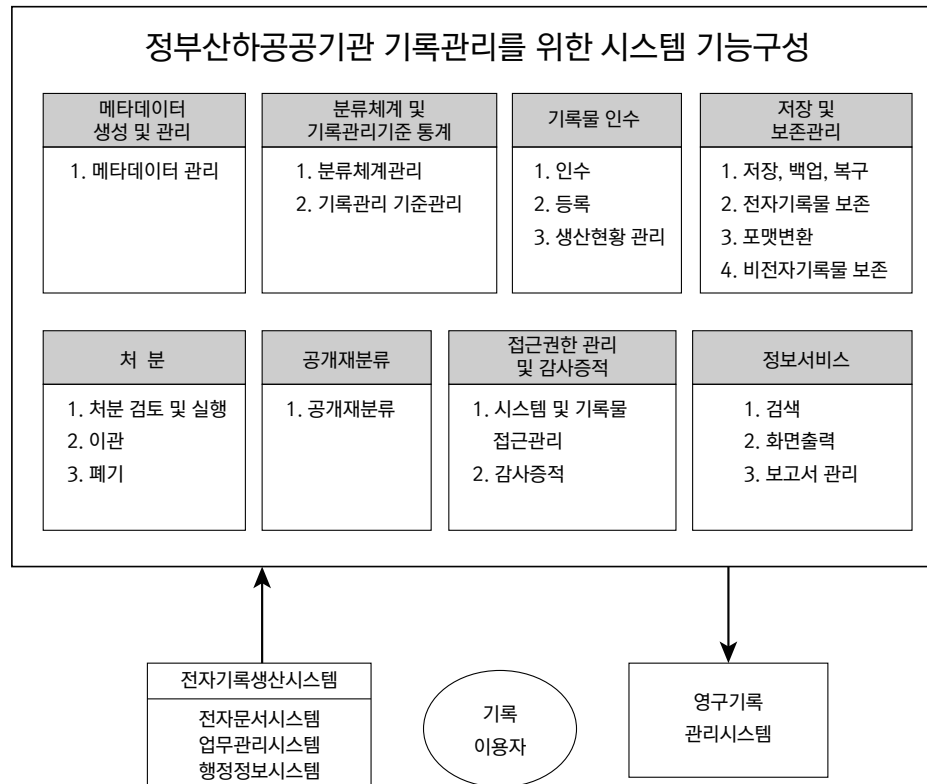 정부산하공공기관 기록관리를 위한 시스템 기능구성
메타데이터
생성 및 관리
1. 메타데이터 관리
분류체계 및
기록관리기준 통계
1. 분류체계관리
2. 기록관리 기준관리
기록물 인수
1. 인수
2. 등록
3. 생산현황 관리
저장 및
보존관리
1. 저장, 백업, 복구
2. 전자기록물 보존
3. 포맷변환
4. 비전자기록물 보존
처 분
1. 처분 검토 및 실행
2. 이관
3. 폐기
공개재분류
1. 공개재분류
접근권한 관리
및 감사증적
1. 시스템 및 기록물
접근관리
2. 감사증적
정보서비스
1. 검색
2. 화면출력
3. 보고서 관리
전자기록생산시스템
전자문서시스템
업무관리시스템
행정정보시스템
기록
이용자
영구기록
관리시스템